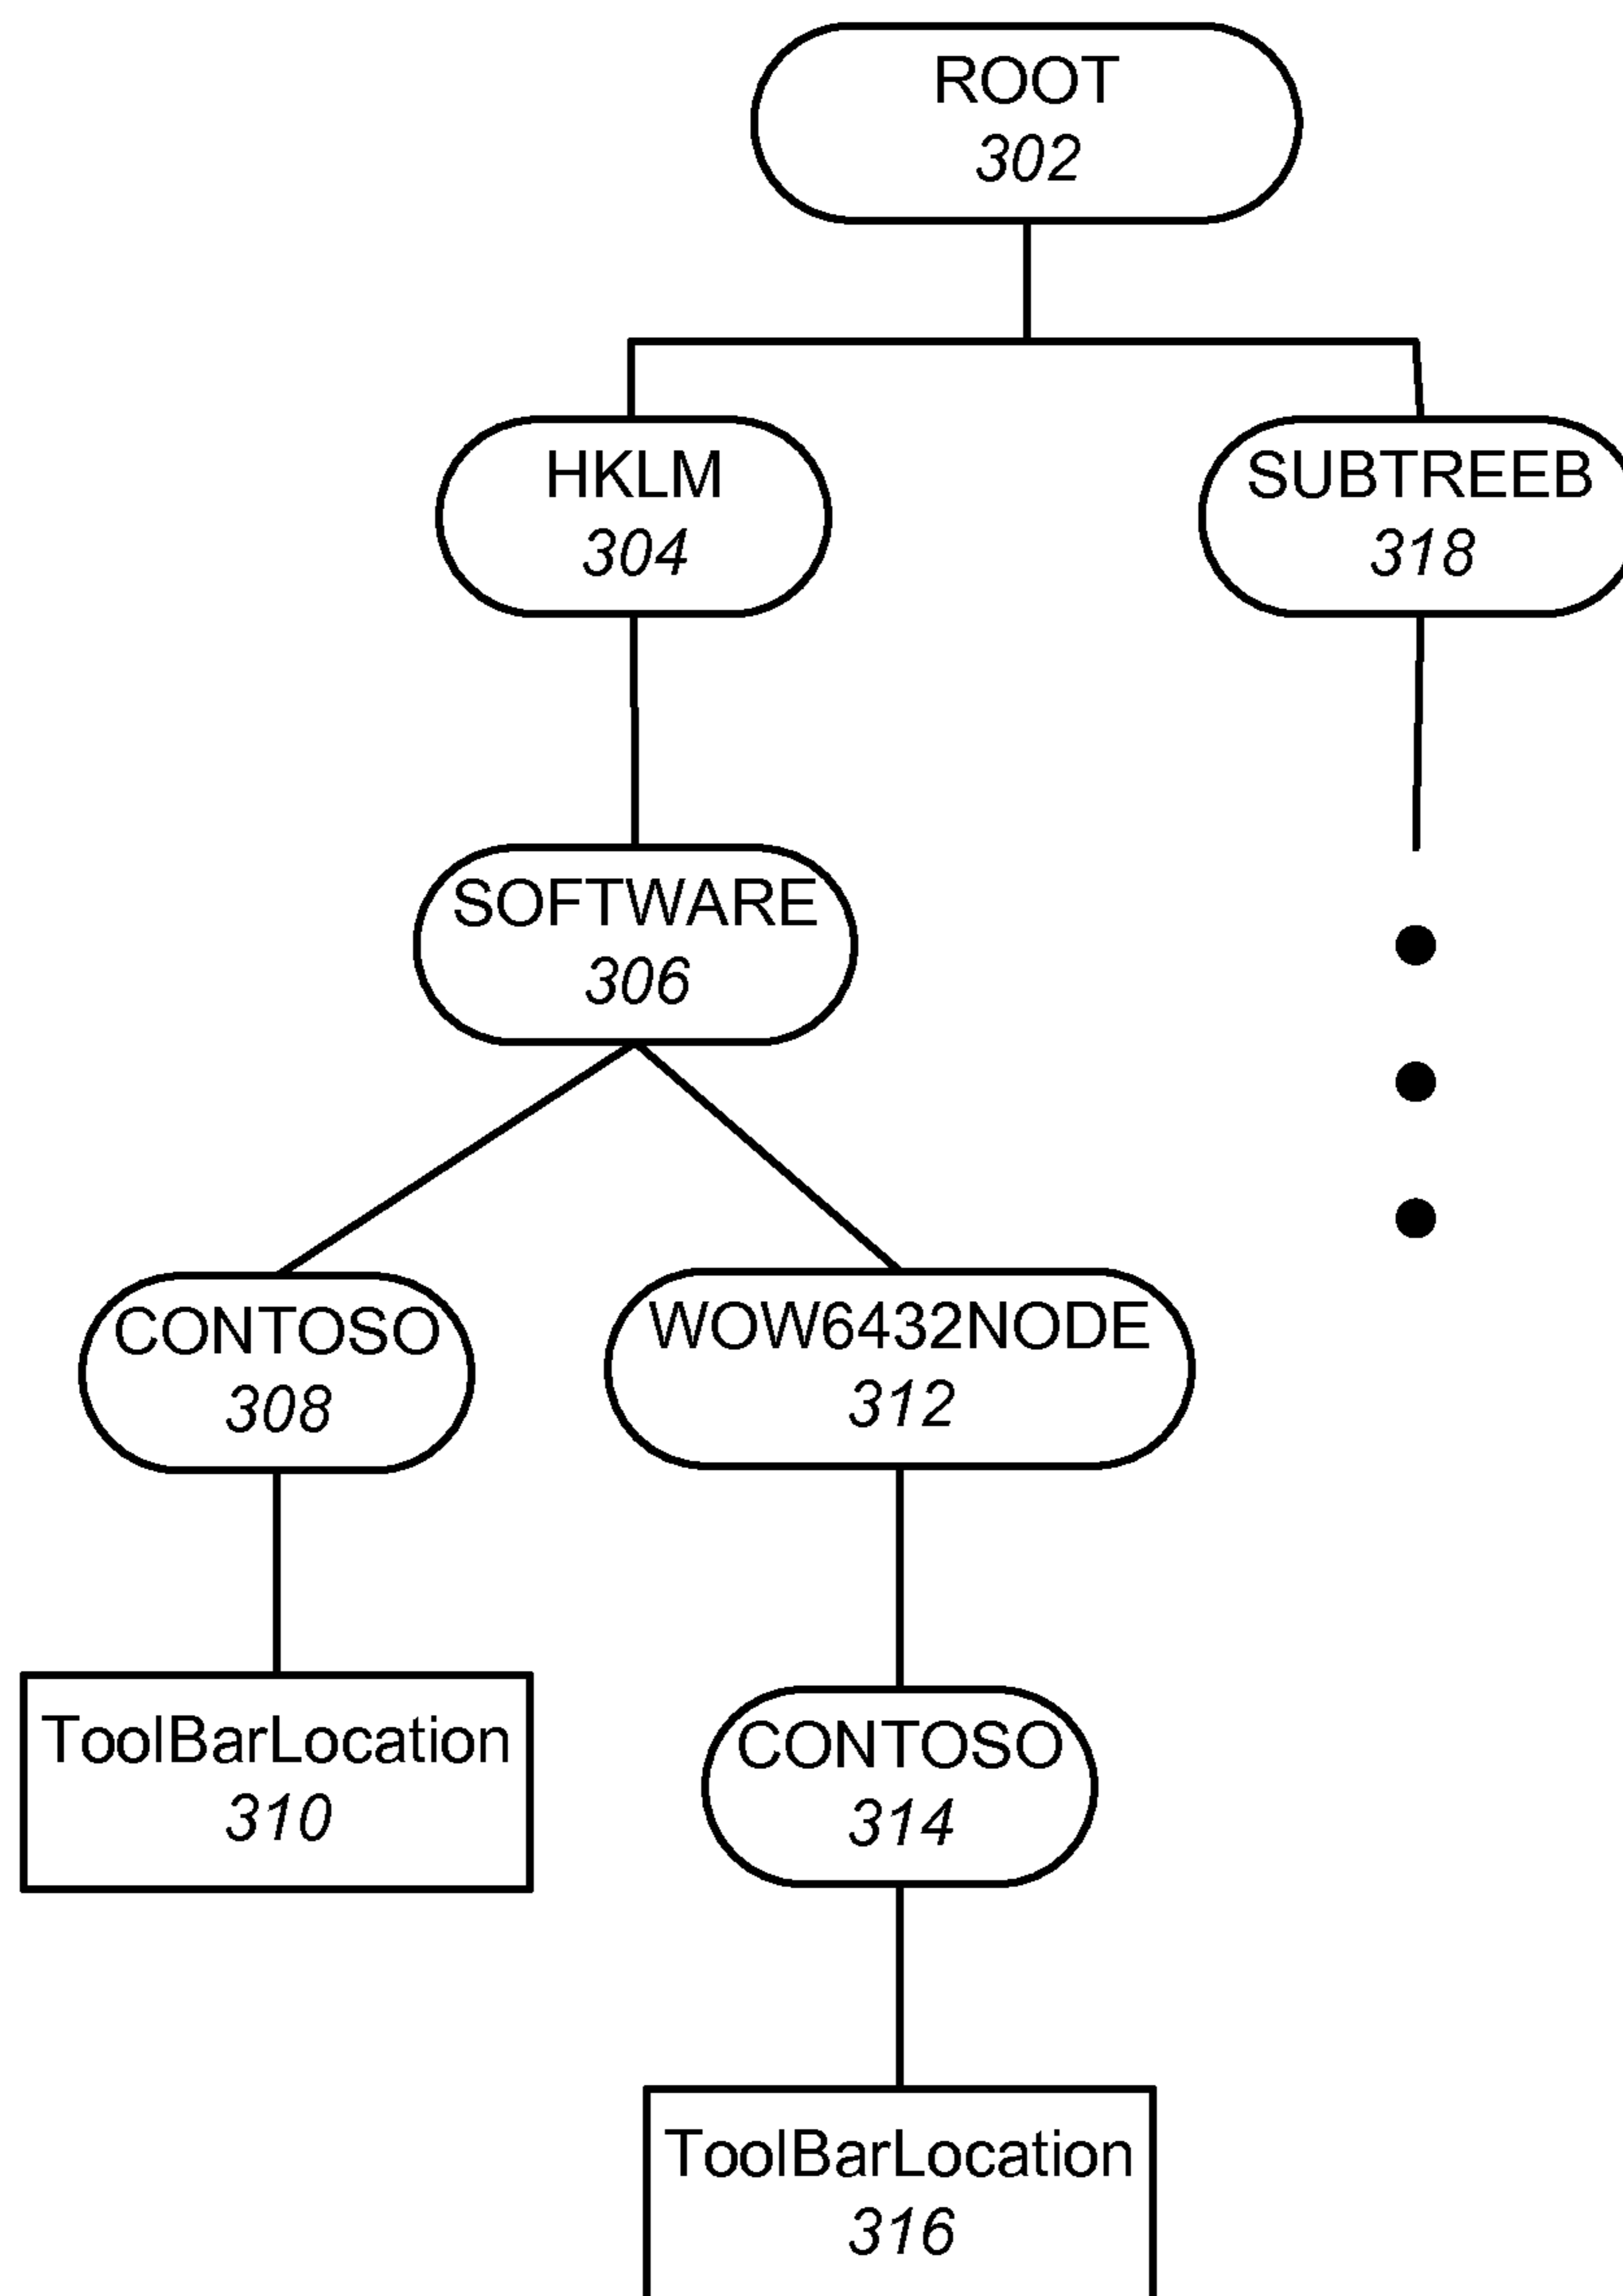 ROOT
302
HKLM
304
SUBTREEB
318
SOFTWARE
306
CONTOSO
308
WOW6432NODE
312
ToolBarLocation
310
CONTOSO
314
ToolBarLocation
316